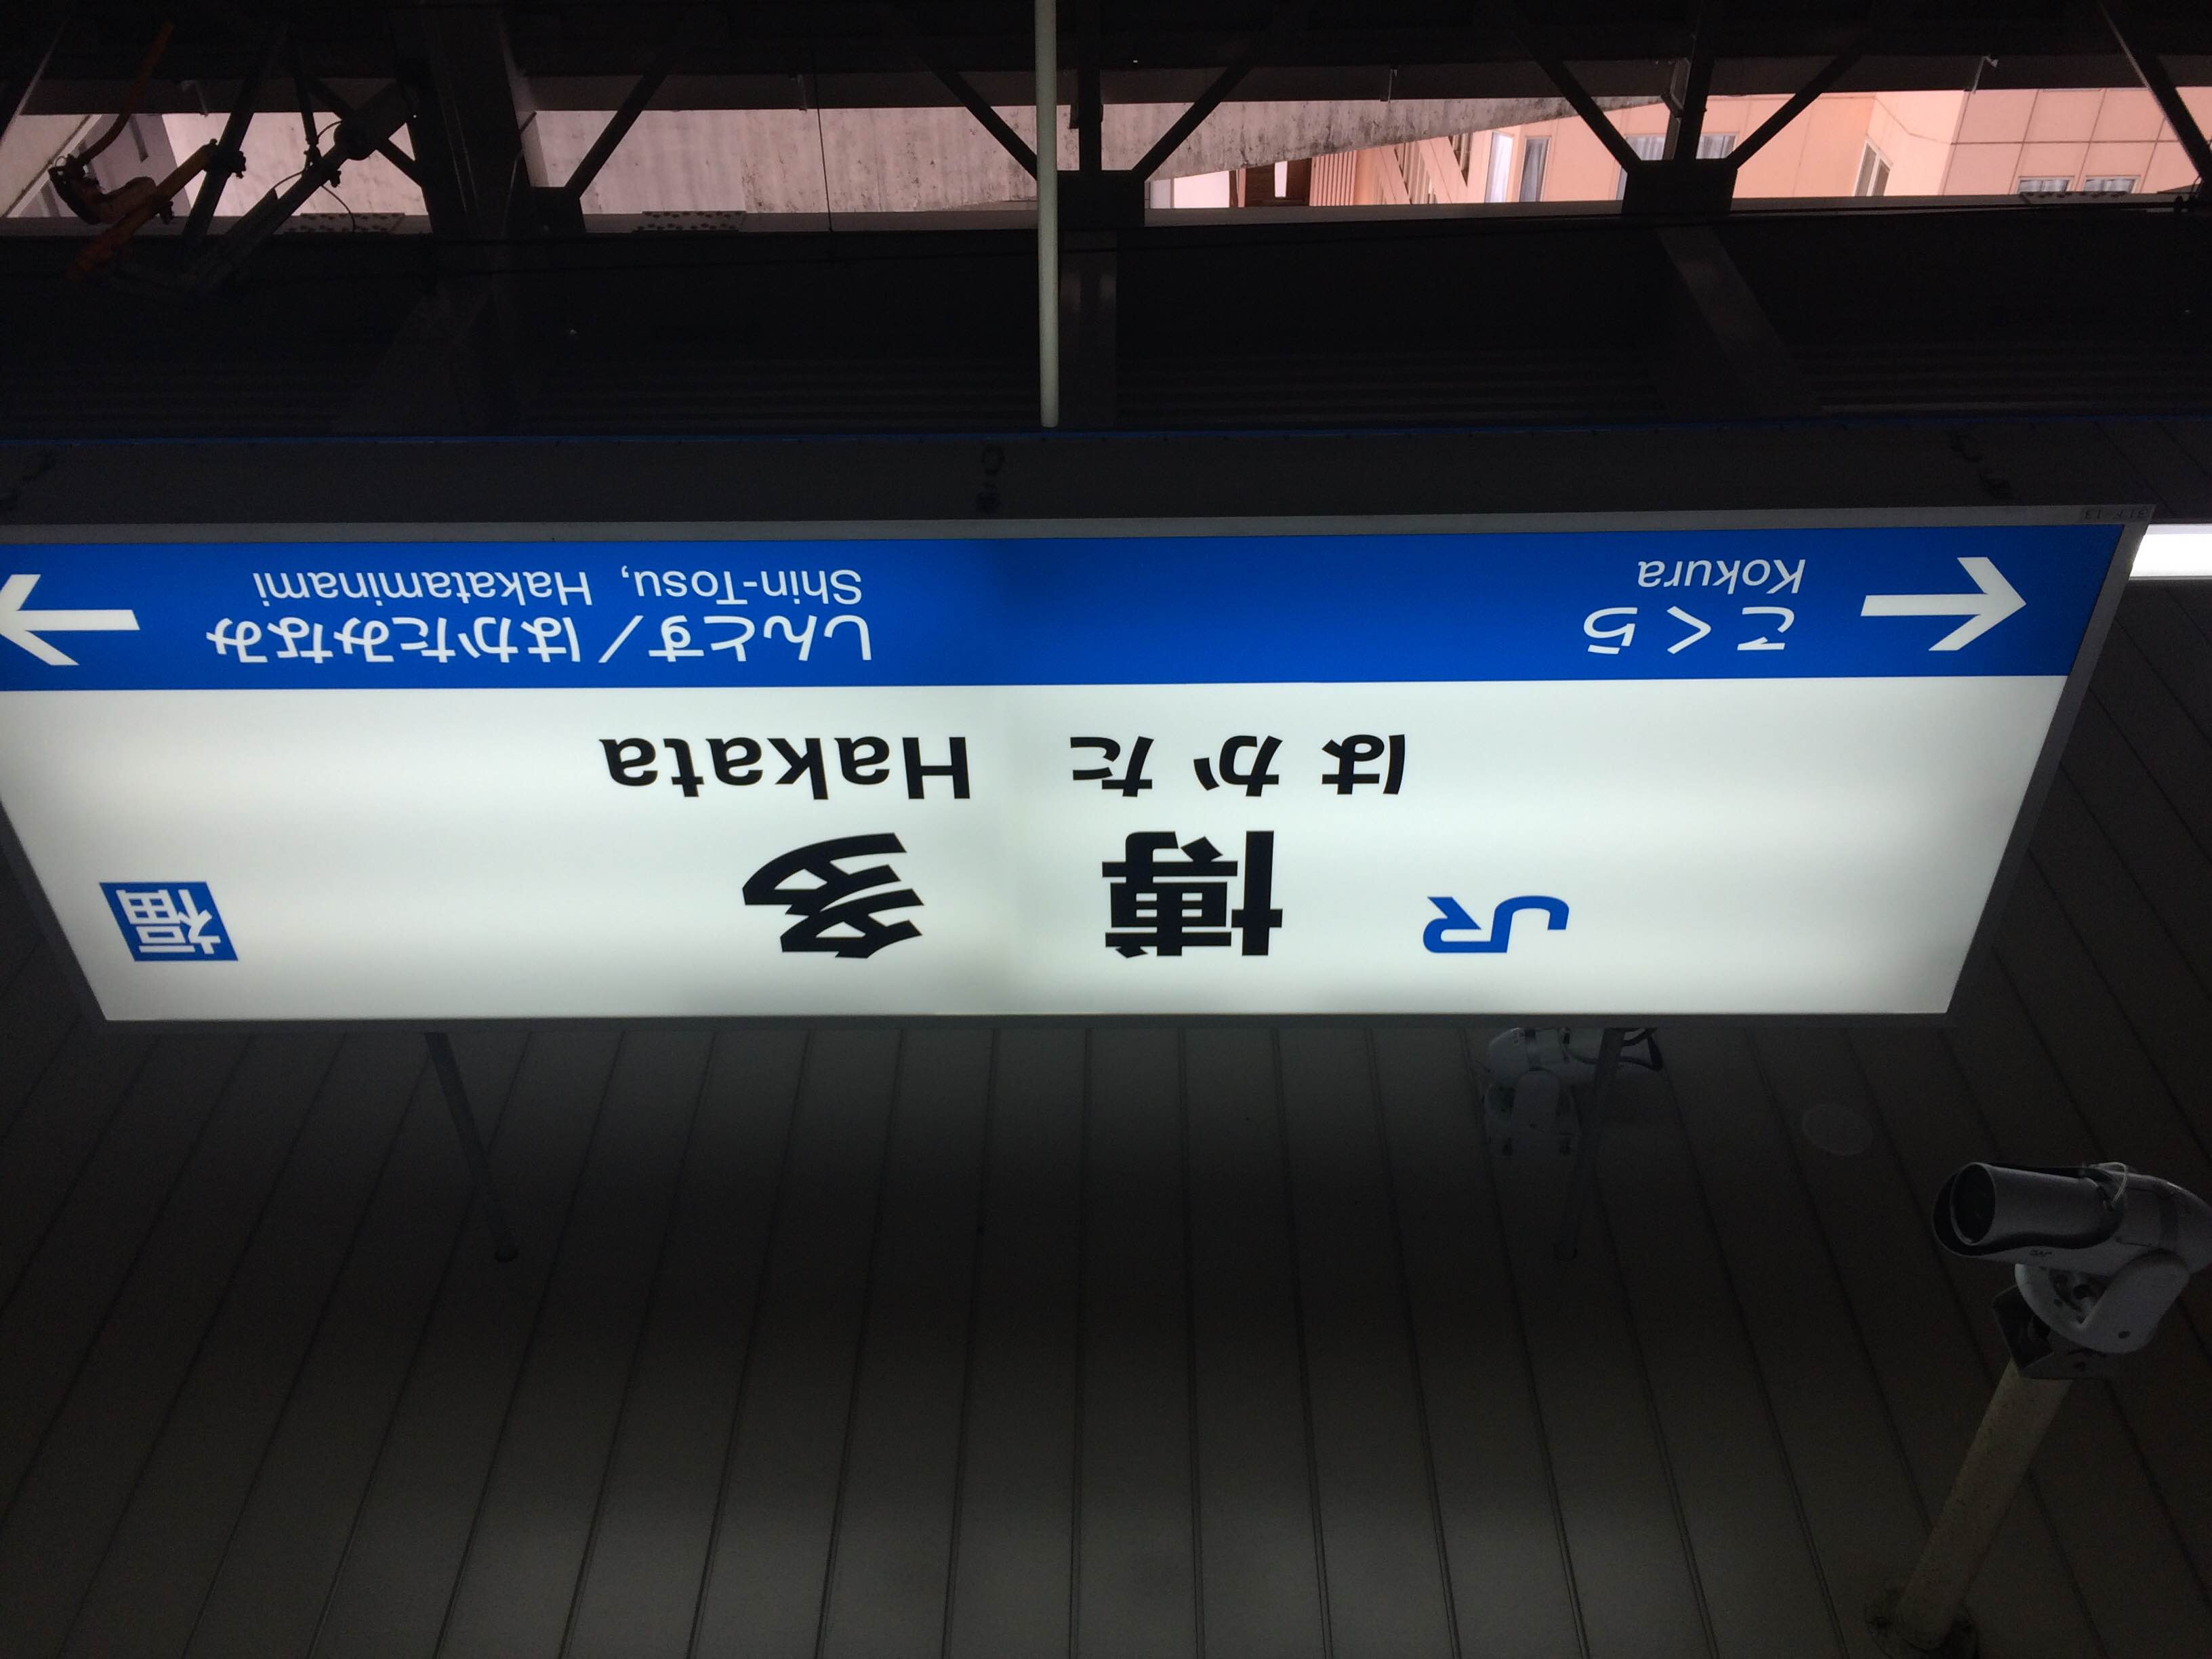 JR 博多 福
はかた Hakata
← こくら しんとす／はかたみなみ →
Kokura Shin-Tosu, Hakataminami